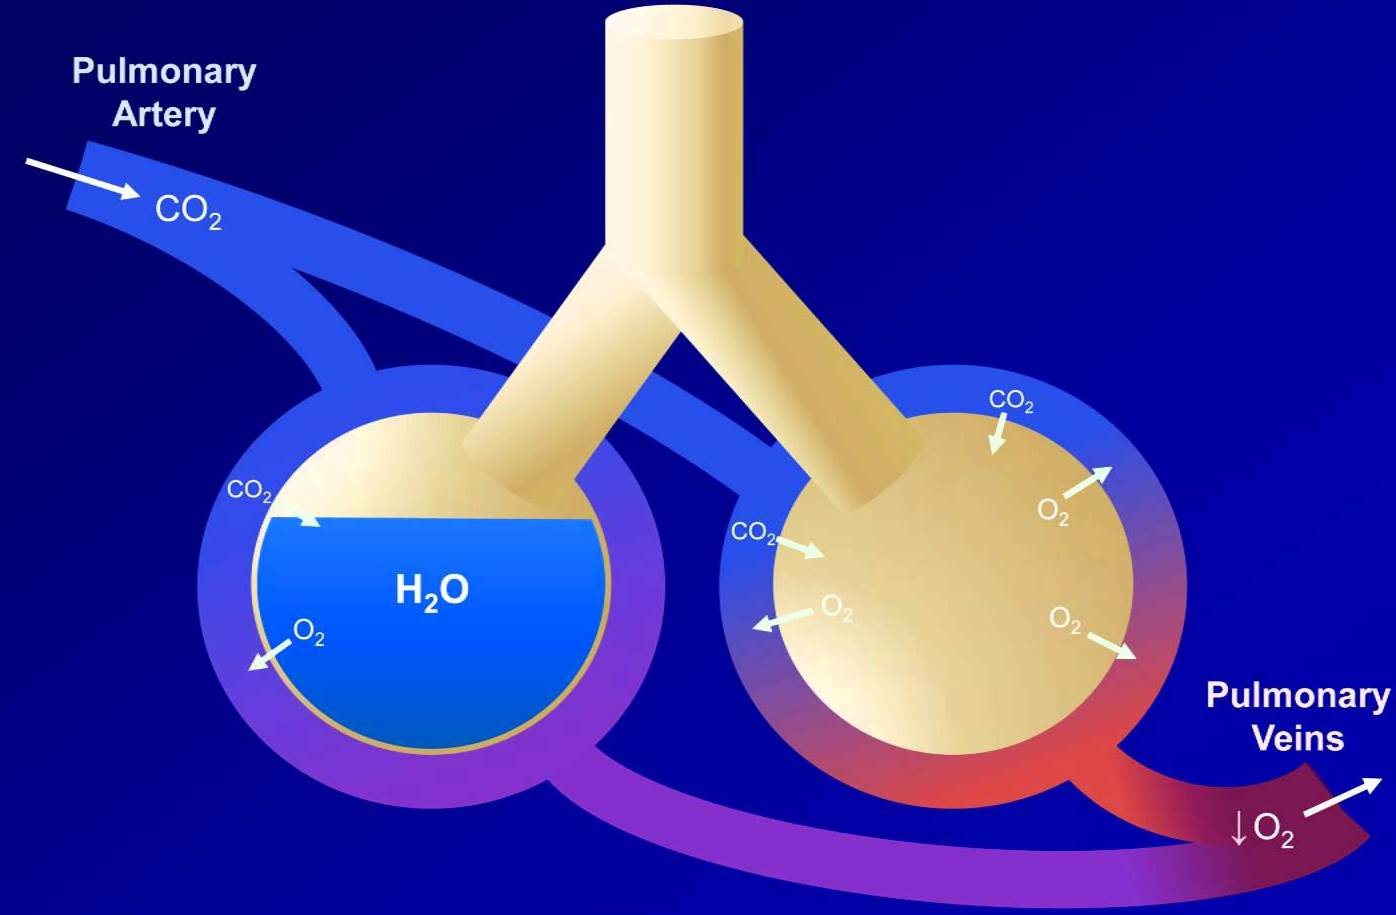 Pulmonary
Artery
CO₂
CO₂
CO₂
O₂
CO₂
H₂O
O₂
O₂
O₂
Pulmonary
Veins
↓O₂